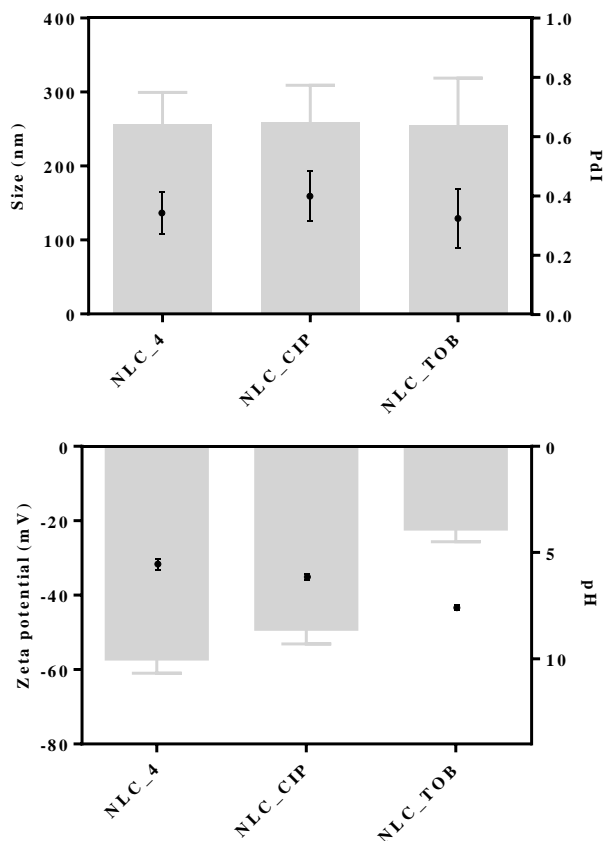 400
300
200
100
0
Size (nm)
1.0
0.8
0.6
0.4
0.2
0.0
PdI
NLC_4
NLC_CIP
NLC_TOB
0
-20
-40
-60
-80
Zeta potential (mV)
0
5
10
pH
NLC_4
NLC_CIP
NLC_TOB